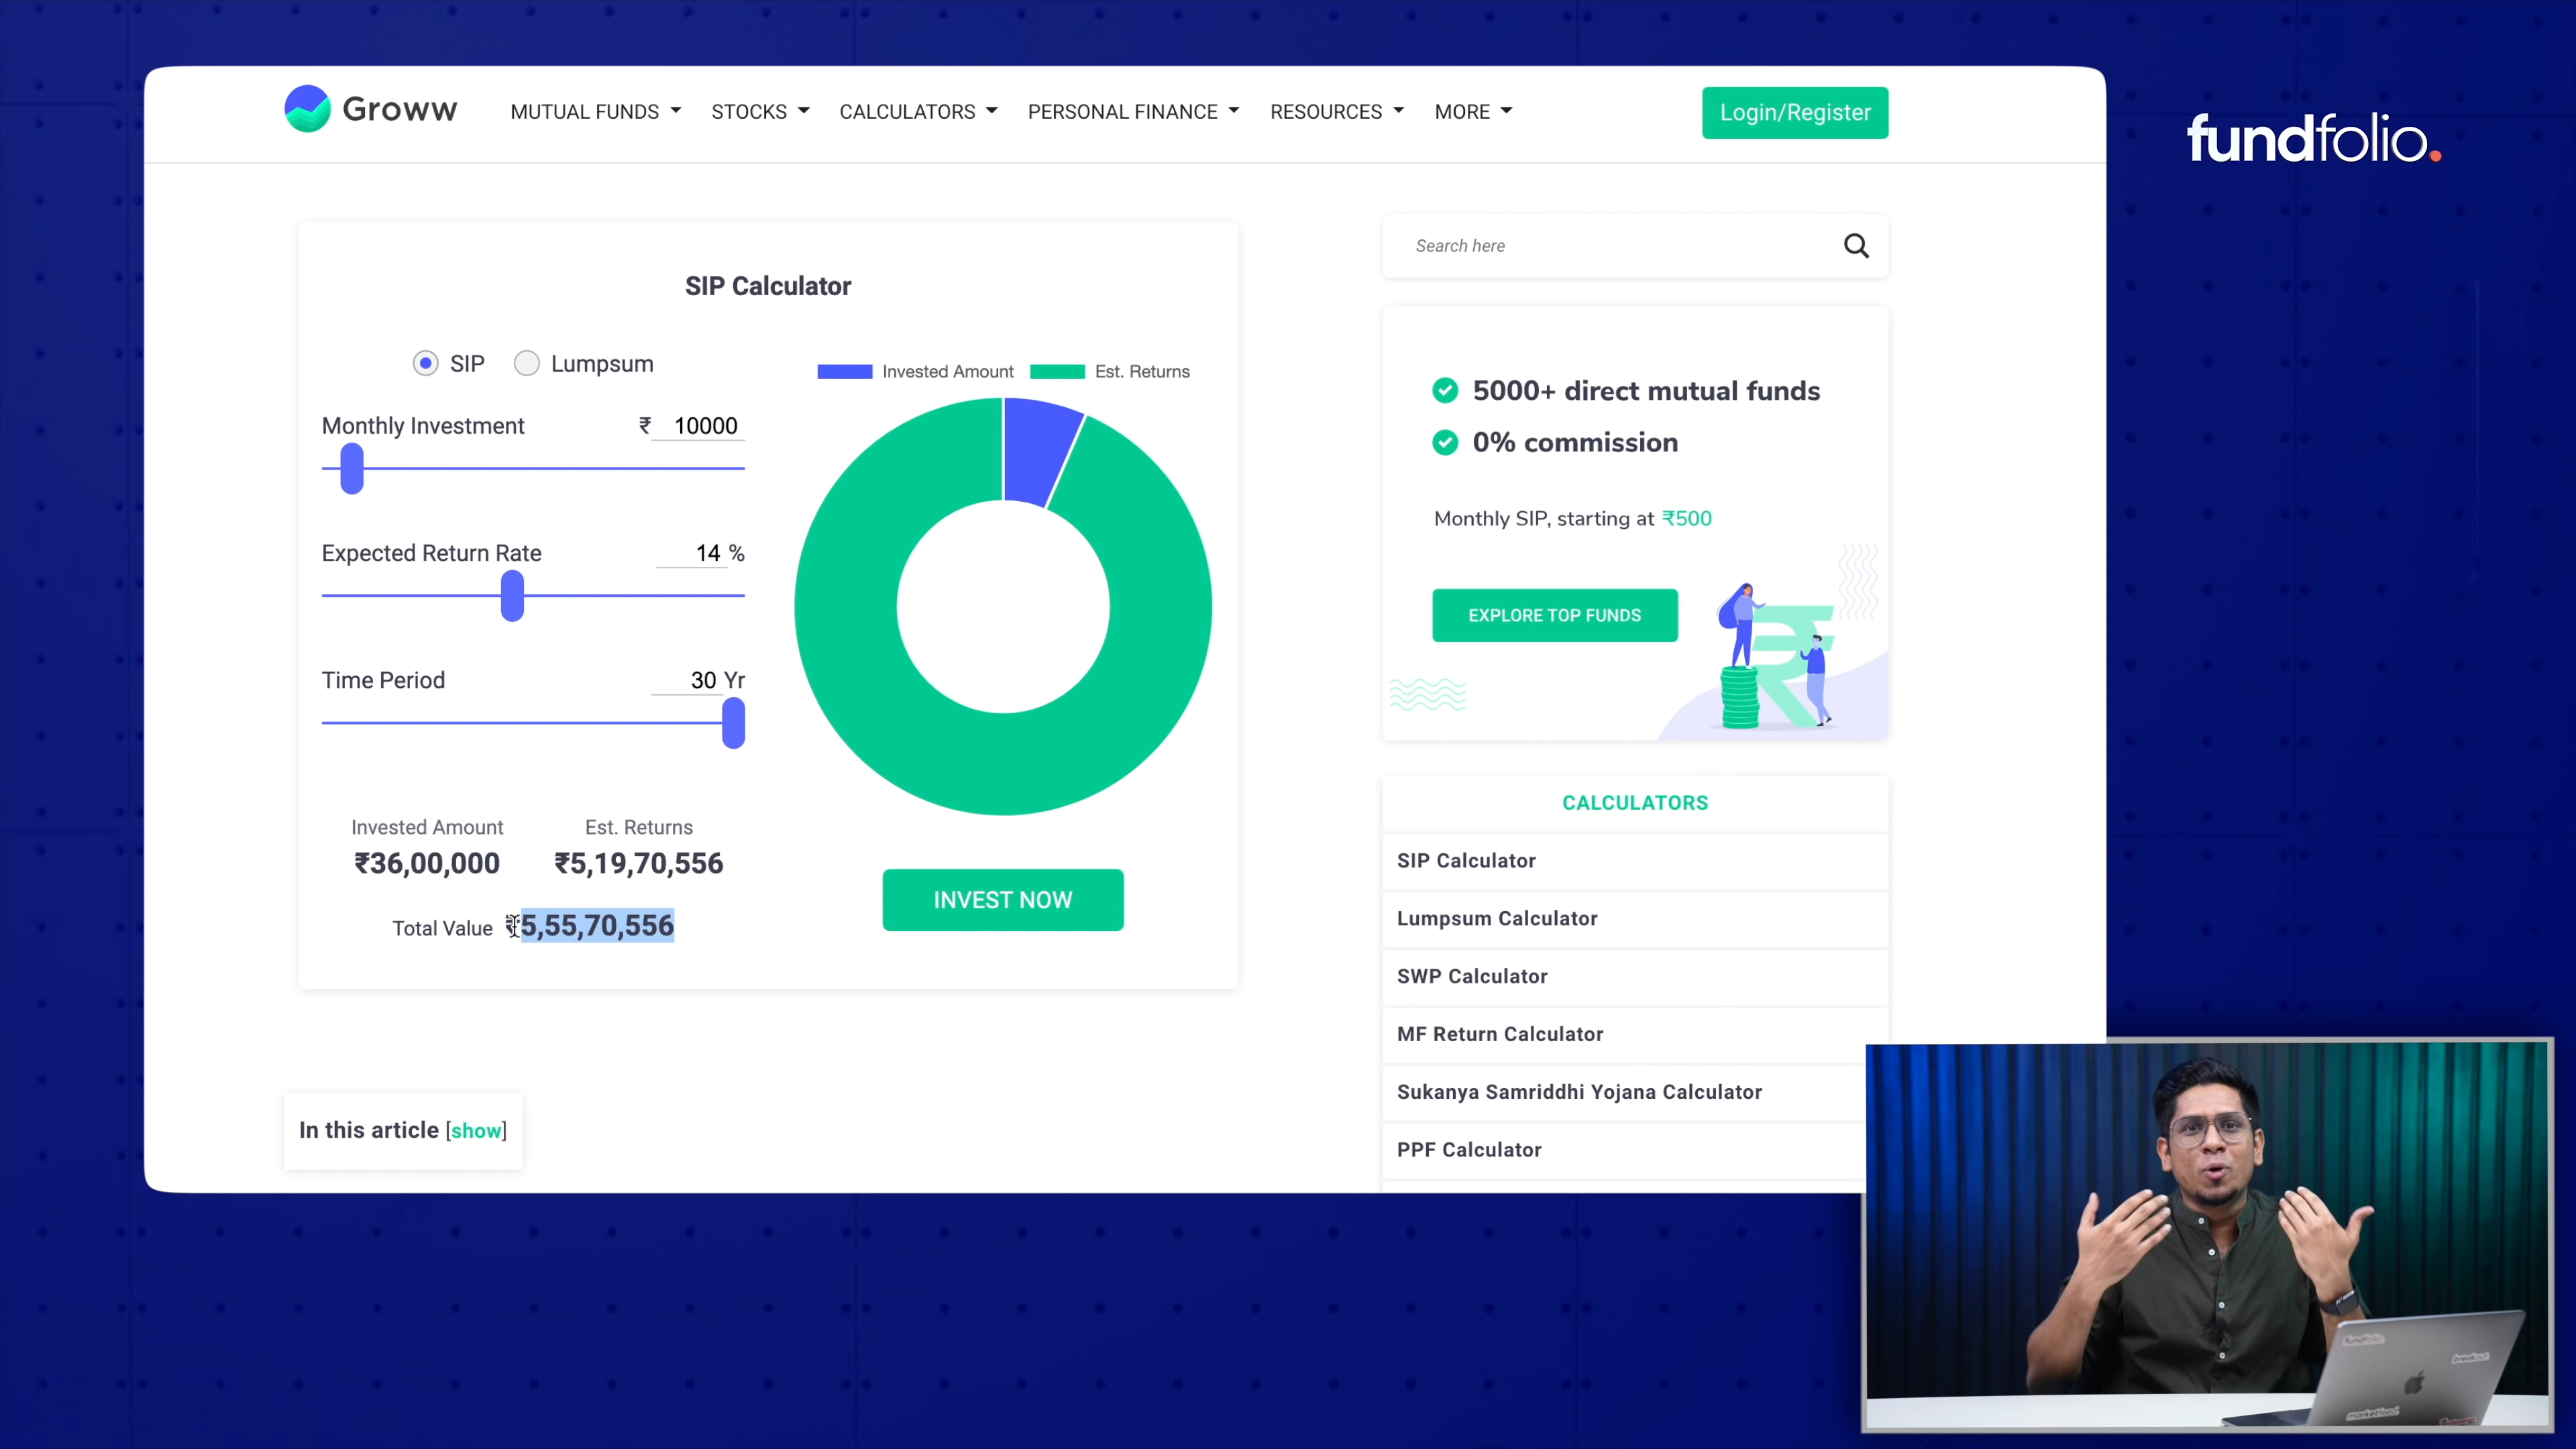 Groww
MUTUAL FUNDS
STOCKS
CALCULATORS
PERSONAL FINANCE
RESOURCES
MORE
Login/Register
fundfolio.
SIP Calculator
SIP
Lumpsum
Monthly Investment
₹ 10000
Expected Return Rate
14 %
Time Period
30 Yr
Invested Amount
Est. Returns
Invested Amount
₹36,00,000
Est. Returns
₹5,19,70,556
Total Value ₹5,55,70,556
INVEST NOW
In this article [show]
Search here
5000+ direct mutual funds
0% commission
Monthly SIP, starting at ₹500
EXPLORE TOP FUNDS
CALCULATORS
SIP Calculator
Lumpsum Calculator
SWP Calculator
MF Return Calculator
Sukanya Samriddhi Yojana Calculator
PPF Calculator
fundfolio
breakout
marketfeed